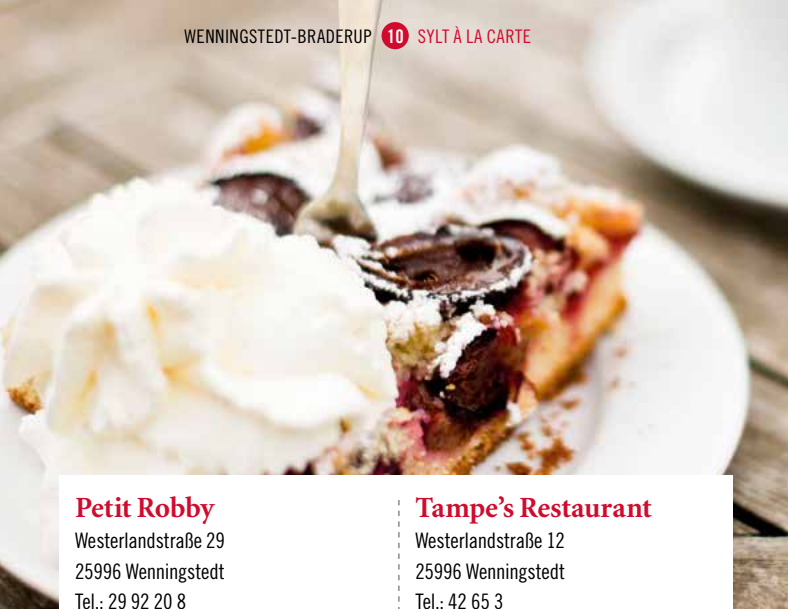 WENNINGSTEDT-BRADERUP 10 SYLT À LA CARTE
Petit Robby
Westerlandstraße 29
25996 Wenningstedt
Tel.: 29 92 20 8
Tampe's Restaurant
Westerlandstraße 12
25996 Wenningstedt
Tel.: 42 65 3